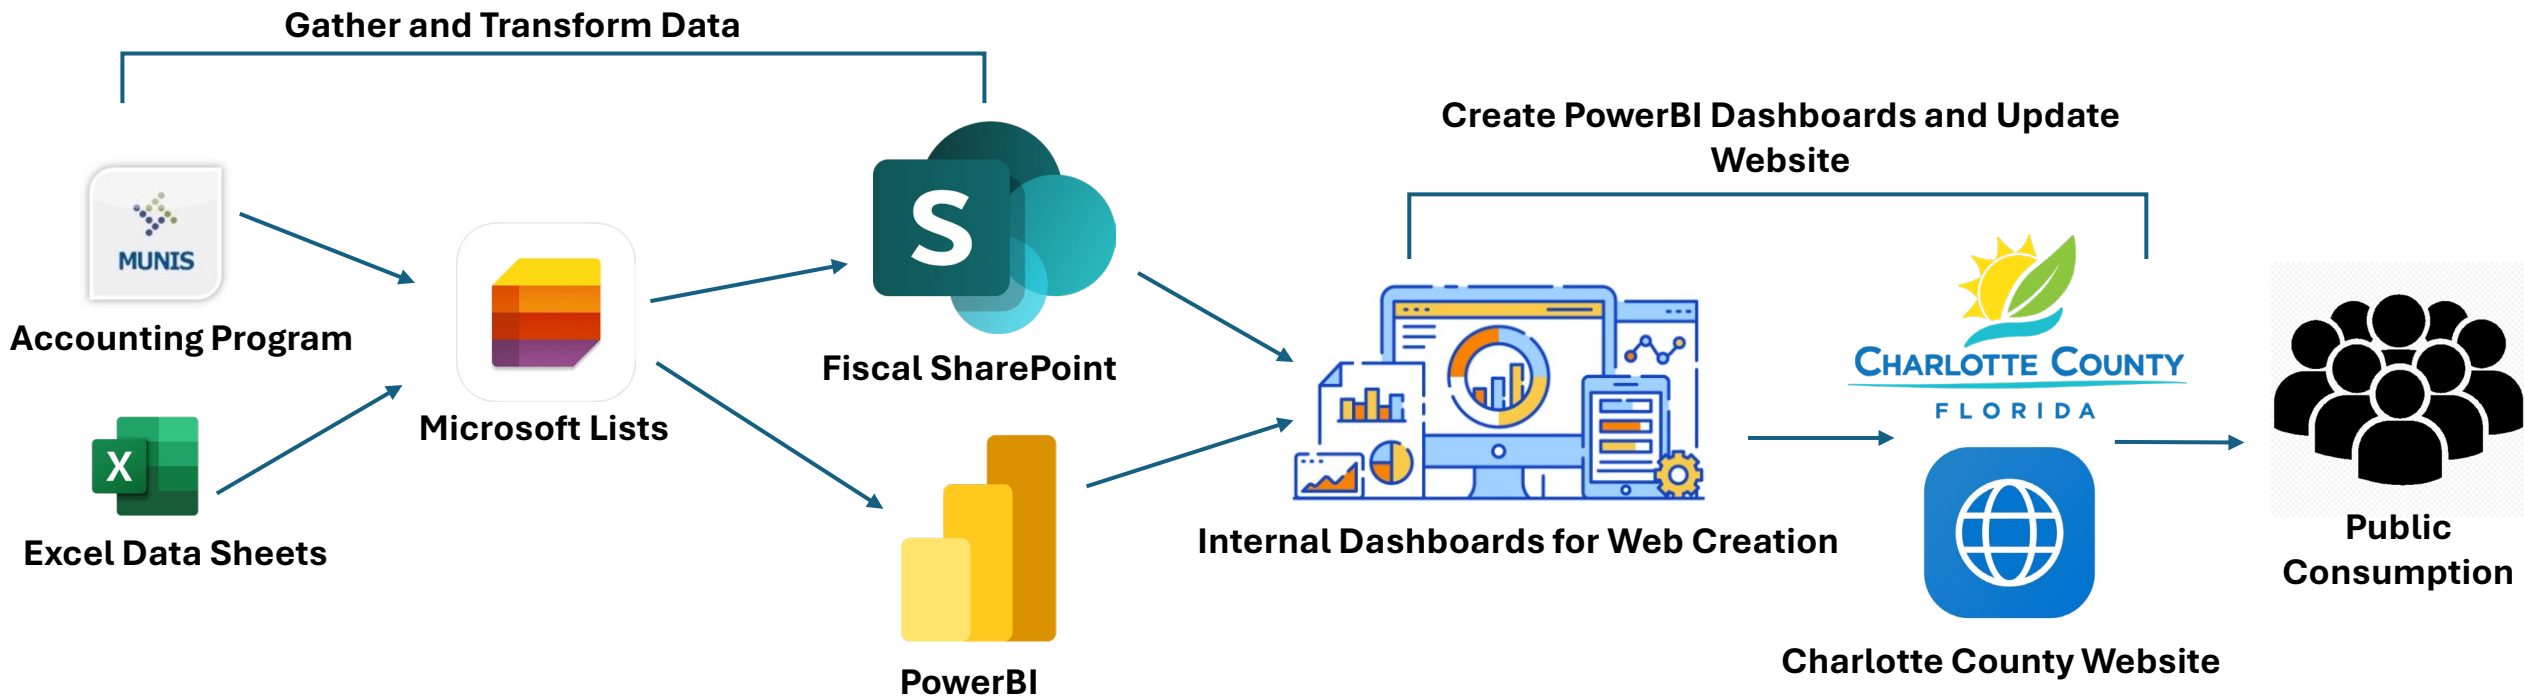 Gather and Transform Data
Create PowerBI Dashboards and Update
Website
MUNIS
Accounting Program
X
Excel Data Sheets
Microsoft Lists
S
Fiscal SharePoint
PowerBI
Internal Dashboards for Web Creation
CHARLOTTE COUNTY
FLORIDA
Charlotte County Website
Public
Consumption